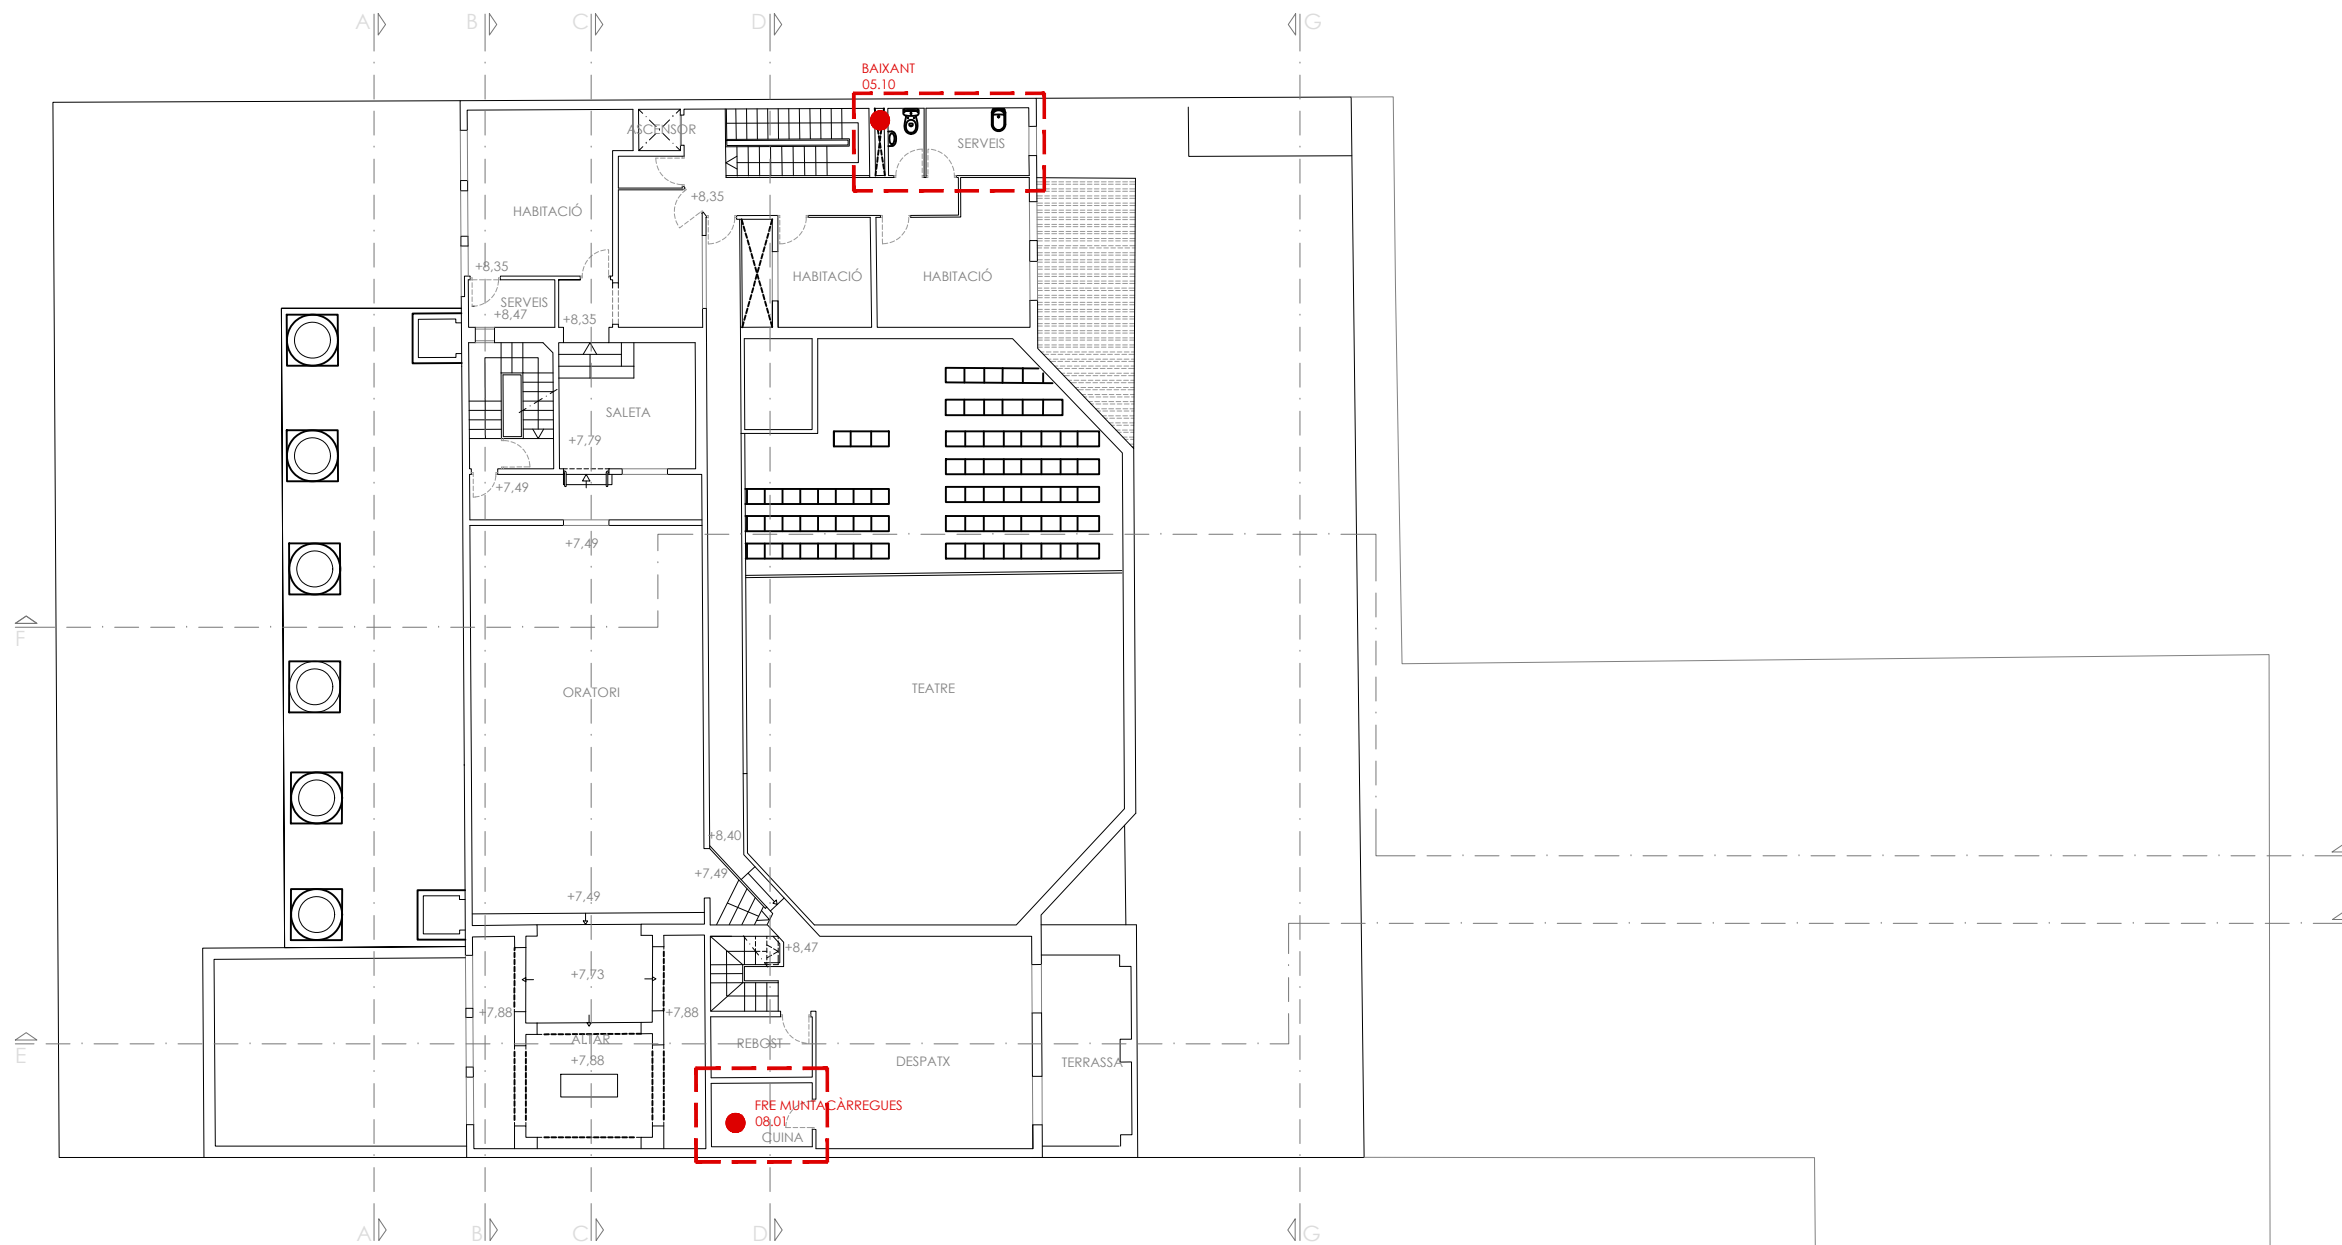 A
B
C
D
G
BAIXANT
05.10
ASCENSOR
SERVEIS
+8,35
HABITACIÓ
+8,35
HABITACIÓ
HABITACIÓ
SERVEIS
+8,47
+8,35
SALETA
+7,79
+7,49
+7,49
F
ORATORI
TEATRE
+8,40
+7,49
+7,49
+8,47
+7,73
+7,88
+7,88
ALTAR
+7,88
REBOST
DESPATX
TERRASSA
E
FRE MUNTACÀRREGUES
08.01
CUINA
A
B
C
D
G